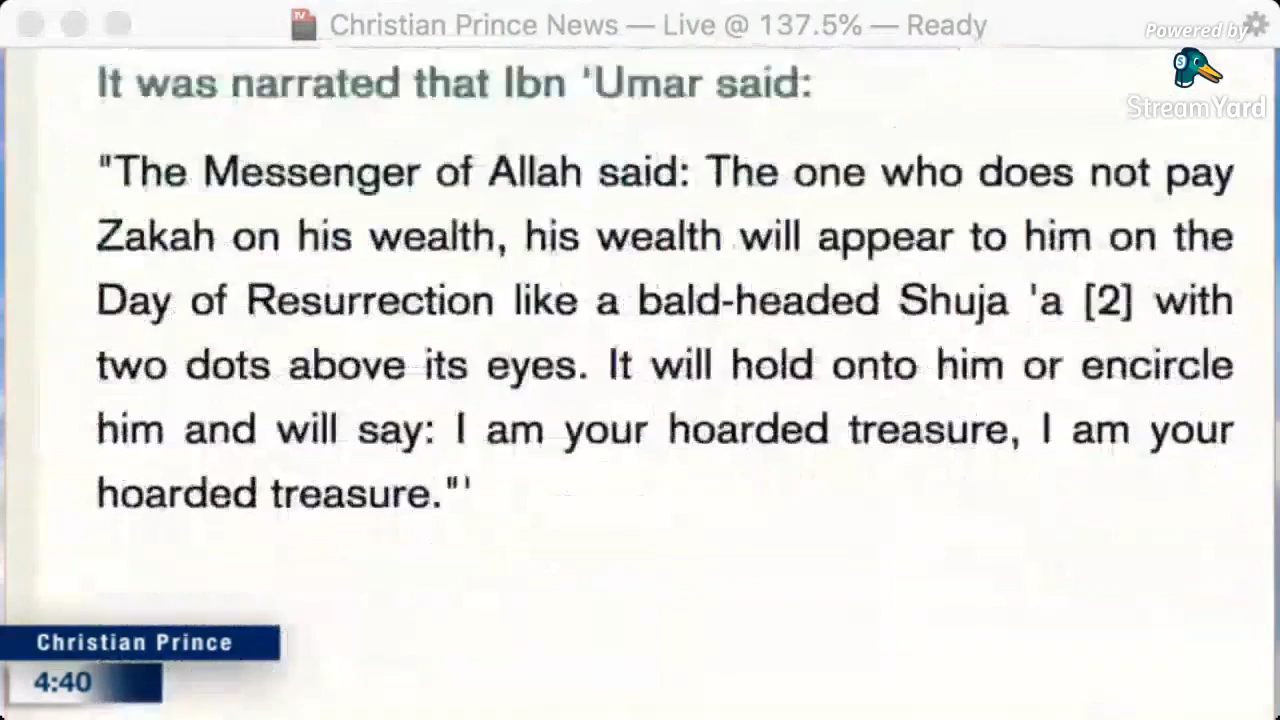 Christian Prince News — Live @ 137.5% — Ready
Powered by
StreamYard
It was narrated that Ibn 'Umar said:
"The Messenger of Allah said: The one who does not pay
Zakah on his wealth, his wealth will appear to him on the
Day of Resurrection like a bald-headed Shuja 'a [2] with
two dots above its eyes. It will hold onto him or encircle
him and will say: I am your hoarded treasure, I am your
hoarded treasure."'
Christian Prince
4:40